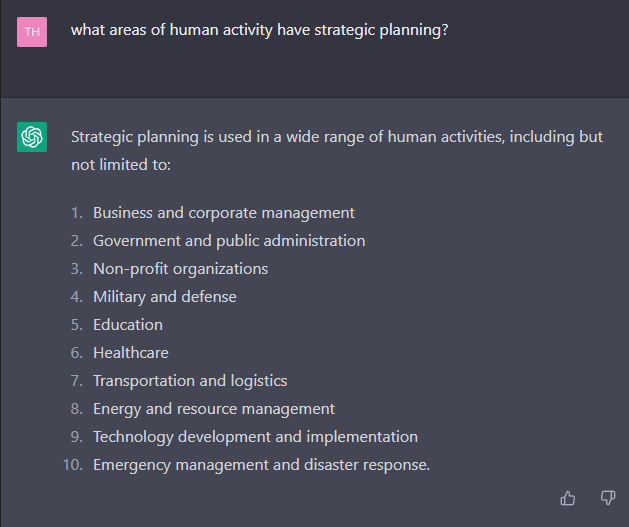 TH
what areas of human activity have strategic planning?
Strategic planning is used in a wide range of human activities, including but
not limited to:
1. Business and corporate management
2. Government and public administration
3. Non-profit organizations
4. Military and defense
5. Education
6. Healthcare
7. Transportation and logistics
8. Energy and resource management
9. Technology development and implementation
10. Emergency management and disaster response.